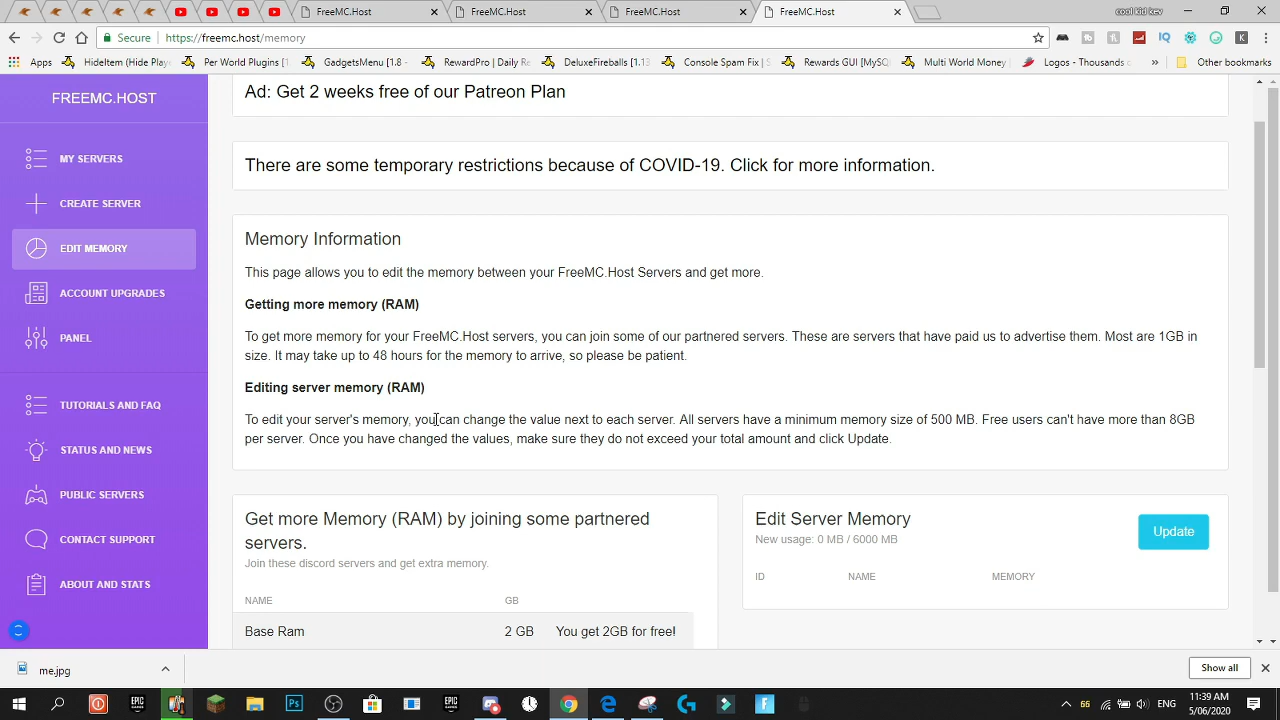 FreeMC.Host
FreeMC.Host
FreeMC.Host
FreeMC.Host
cool kid kev
Secure
https://freemc.host/memory
Apps
HideItem (Hide Play
Per World Plugins [1
GadgetsMenu [1.8 -
RewardPro | Daily Re
DeluxeFireballs [1.13
Console Spam Fix | S
Rewards GUI [MySQL
Multi World Money |
Logos - Thousands o
»
Other bookmarks
FREEMC.HOST
MY SERVERS
CREATE SERVER
EDIT MEMORY
ACCOUNT UPGRADES
PANEL
TUTORIALS AND FAQ
STATUS AND NEWS
PUBLIC SERVERS
CONTACT SUPPORT
ABOUT AND STATS
Ad: Get 2 weeks free of our Patreon Plan
There are some temporary restrictions because of COVID-19. Click for more information.
Memory Information
This page allows you to edit the memory between your FreeMC.Host Servers and get more.
Getting more memory (RAM)
To get more memory for your FreeMC.Host servers, you can join some of our partnered servers. These are servers that have paid us to advertise them. Most are 1GB in
size. It may take up to 48 hours for the memory to arrive, so please be patient.
Editing server memory (RAM)
To edit your server's memory, you can change the value next to each server. All servers have a minimum memory size of 500 MB. Free users can't have more than 8GB
per server. Once you have changed the values, make sure they do not exceed your total amount and click Update.
Get more Memory (RAM) by joining some partnered
servers.
Join these discord servers and get extra memory.
NAME GB
Base Ram 2 GB You get 2GB for free!
Edit Server Memory
New usage: 0 MB / 6000 MB
Update
ID NAME MEMORY
me.jpg
Show all
EPIC GAMES
Ps
EPIC GAMES
66
ENG
11:39 AM
5/06/2020